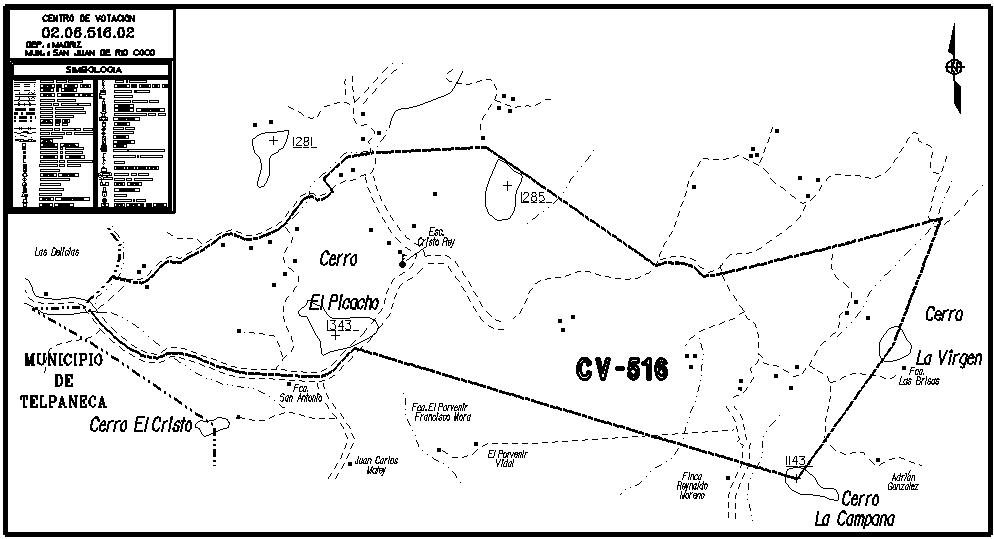 CENTRO DE VOTACION
02.06.516.02
DEP.: MADRIZ
MUN.: SAN JUAN DE RIO COCO
SIMBOLOGIA
1281
1285
Las Delicias
Esc.
Cristo Rey
Cerro
El Picacho
1343
Cerro
La Virgen
Fca.
Las Brisas
MUNICIPIO
DE
TELPANECA
CV-516
Fca.
San Antonio
Cerro El Cristo
Fca. El Porvenir
Francisco Mora
El Porvenir
Vidal
Juan Carlos
Matey
Finca
Reynaldo
Moreno
1143
Adrián
Gonzalez
Cerro
La Campana